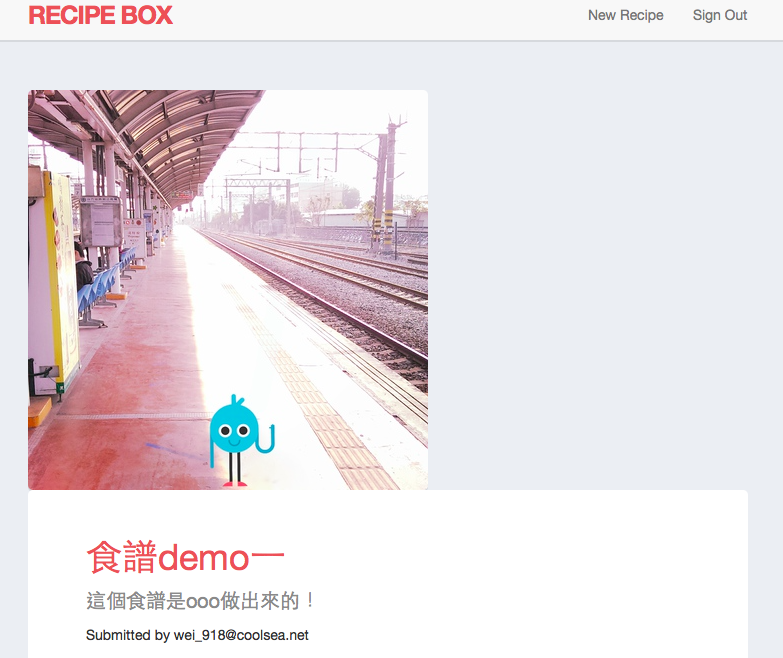 RECIPE BOX
New Recipe
Sign Out
食譜demo一
這個食譜是ooo做出來的！
Submitted by wei_918@coolsea.net